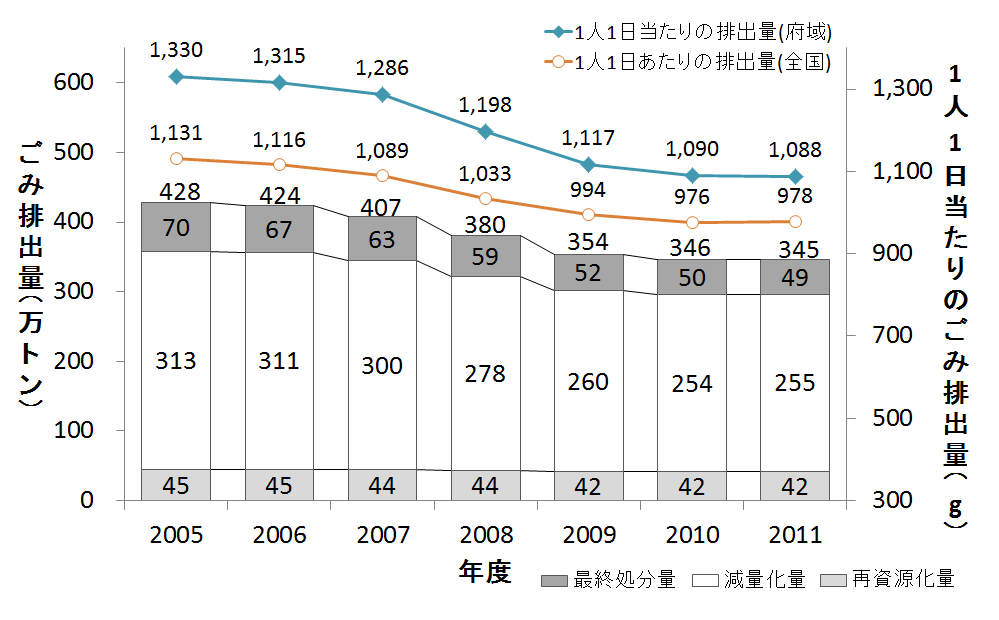 1人1日当たりの排出量(府域)
1人1日あたりの排出量(全国)
ごみ排出量(万トン)
600
500
400
300
200
100
0
1人1日当たりのごみ排出量(g)
1,300
1,100
900
700
500
300
1,330 1,315 1,286 1,198 1,117 1,090 1,088
1,131 1,116 1,089 1,033 994 976 978
428 424 407 380 354 346 345
70 67 63 59 52 50 49
313 311 300 278 260 254 255
45 45 44 44 42 42 42
2005 2006 2007 2008 2009 2010 2011
年度
最終処分量 減量化量 再資源化量